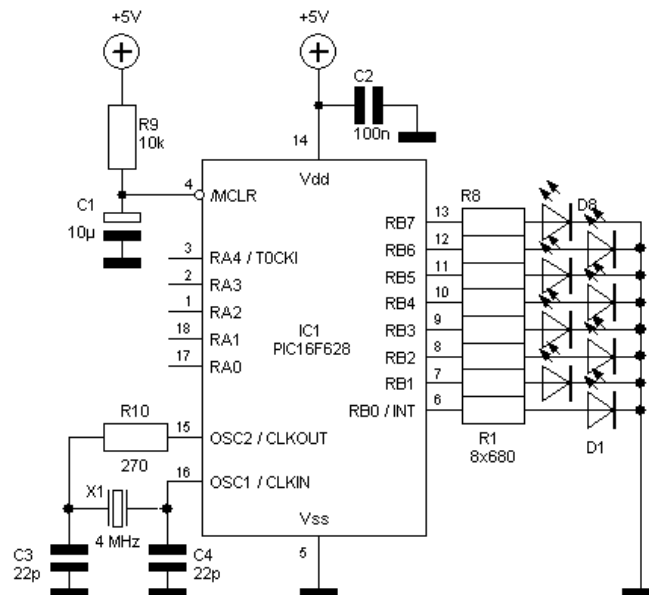 +5V
+5V
C2
100n
R9
10k
14
Vdd
4
/MCLR
C1
10µ
R8
D8
13
RB7
12
RB6
3
RA4 / T0CKI
11
RB5
2
RA3
10
RB4
1
RA2
9
RB3
18
RA1
IC1
PIC16F628
8
RB2
17
RA0
7
RB1
6
RB0 / INT
R1
8x680
D1
R10
270
15
OSC2 / CLKOUT
16
OSC1 / CLKIN
X1
4 MHz
Vss
5
C3
22p
C4
22p